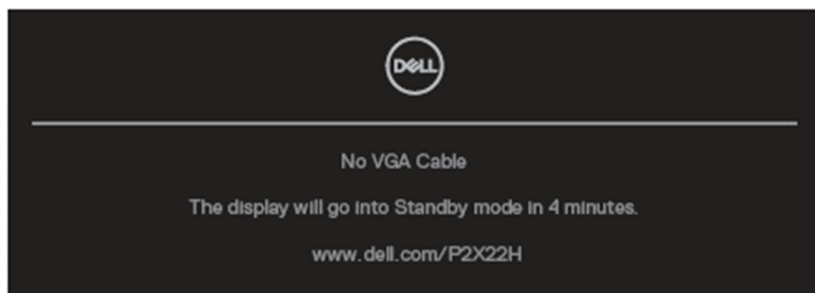 DELL
No VGA Cable
The display will go into Standby mode in 4 minutes.
www.dell.com/P2X22H